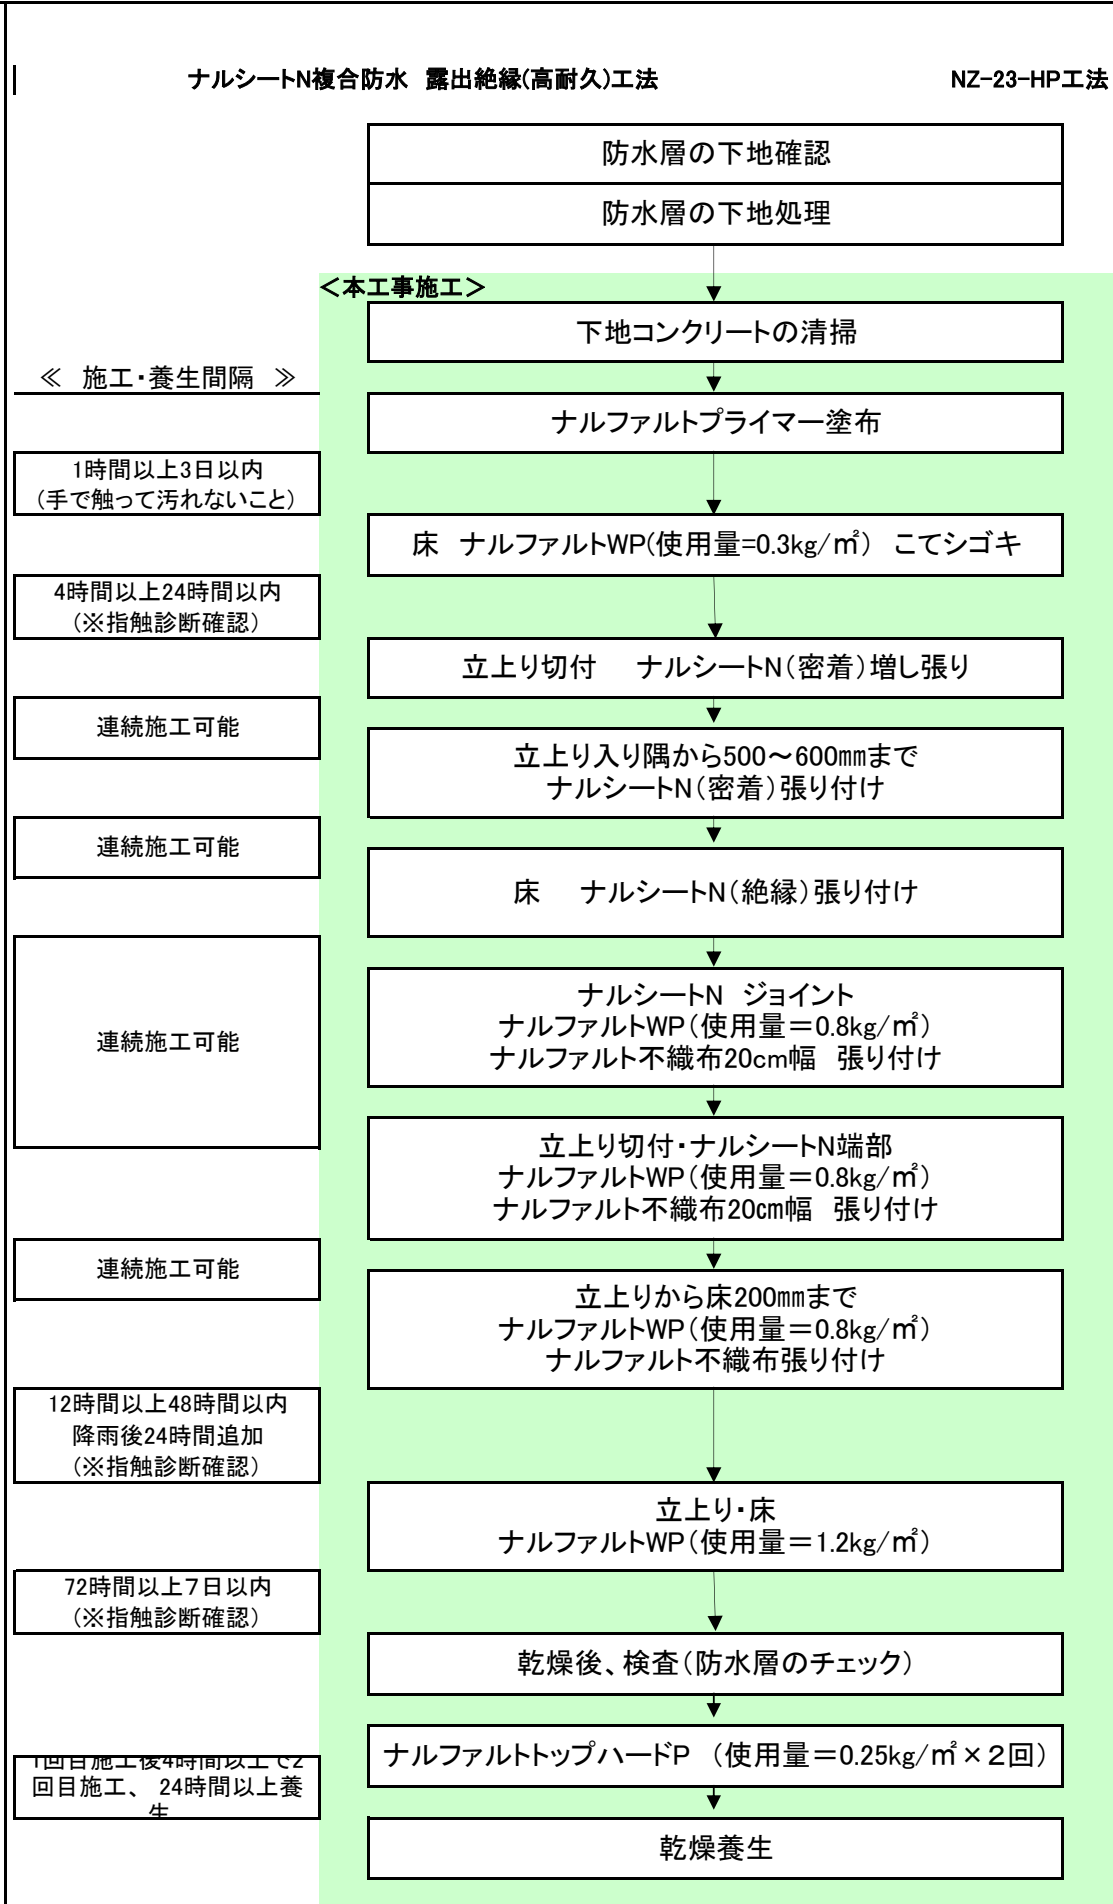 ナルシートN複合防水 露出絶縁(高耐久)工法 NZ-23-HP工法
防水層の下地確認
防水層の下地処理
＜本工事施工＞
下地コンクリートの清掃
≪ 施工・養生間隔 ≫
ナルファルトプライマー塗布
1時間以上3日以内
(手で触って汚れないこと)
床 ナルファルトWP(使用量=0.3kg/㎡) こてシゴキ
4時間以上24時間以内
(※指触診断確認)
立上り切付 ナルシートN(密着)増し張り
連続施工可能
立上り入り隅から500～600㎜まで
ナルシートN(密着)張り付け
連続施工可能
床 ナルシートN(絶縁)張り付け
連続施工可能
ナルシートN ジョイント
ナルファルトWP(使用量＝0.8kg/㎡)
ナルファルト不織布20cm幅 張り付け
立上り切付・ナルシートN端部
ナルファルトWP(使用量＝0.8kg/㎡)
ナルファルト不織布20㎝幅 張り付け
連続施工可能
立上りから床200㎜まで
ナルファルトWP(使用量＝0.8kg/㎡)
ナルファルト不織布張り付け
12時間以上48時間以内
降雨後24時間追加
(※指触診断確認)
立上り・床
ナルファルトWP(使用量＝1.2kg/㎡)
72時間以上７日以内
(※指触診断確認)
乾燥後、検査(防水層のチェック)
ナルファルトトップハードP (使用量＝0.25kg/㎡×２回)
1回目施工後4時間以上で2
回目施工、 24時間以上養
生
乾燥養生